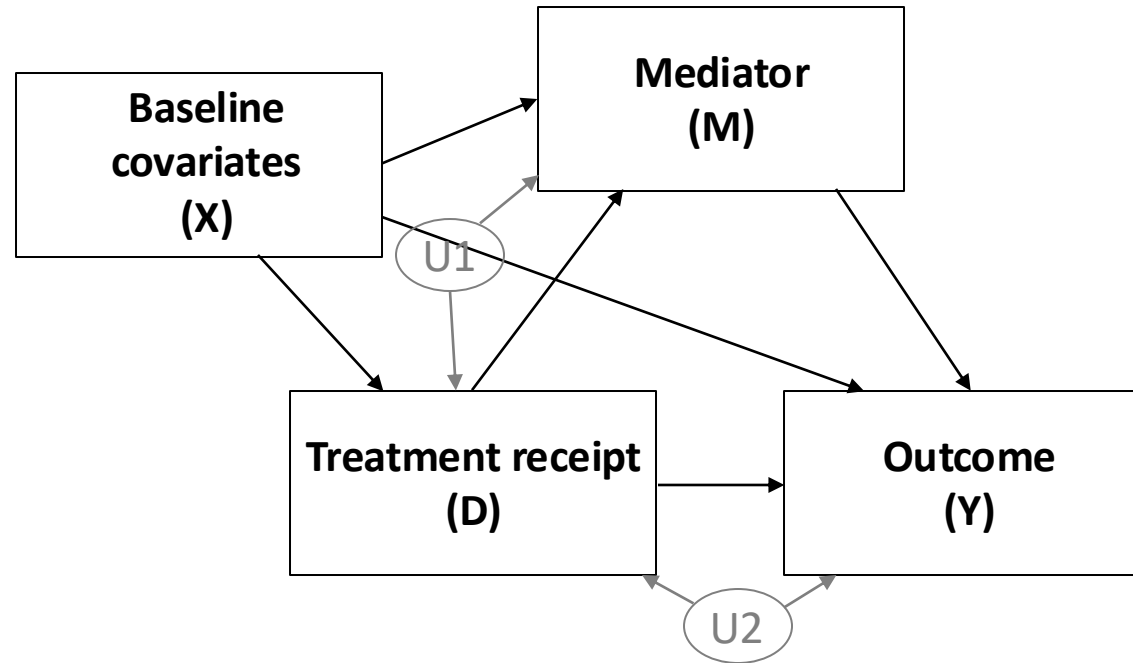 Mediator
(M)
Baseline
covariates
(X)
U1
Treatment receipt
(D)
Outcome
(Y)
U2